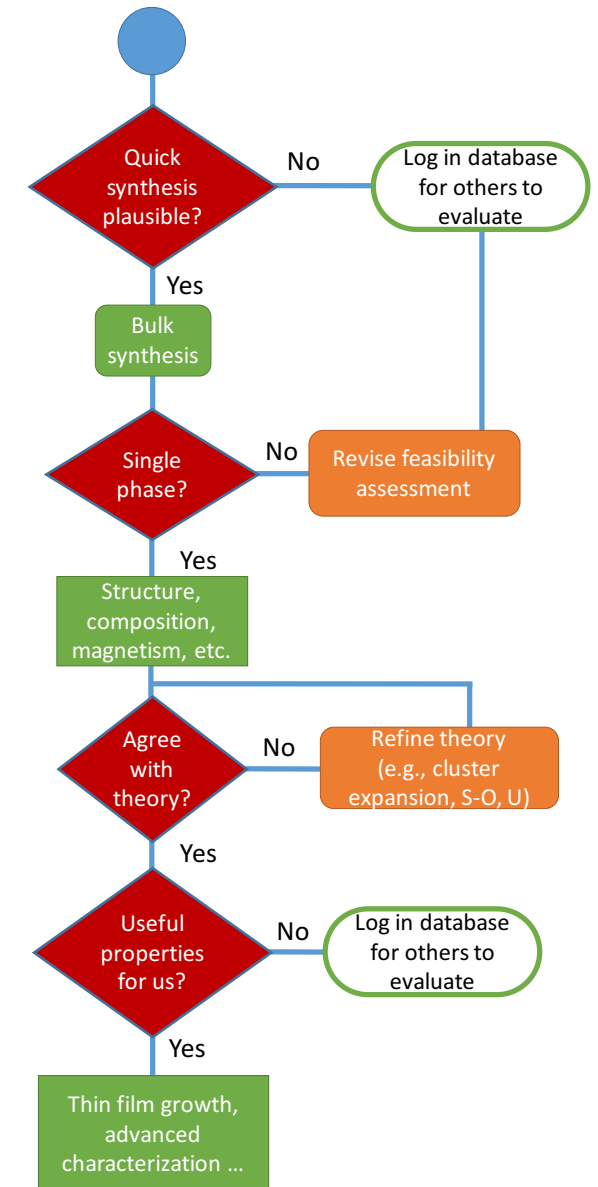 Quick
synthesis
plausible?
No
Log in database
for others to
evaluate
Yes
Bulk
synthesis
Single
phase?
No
Revise feasibility
assessment
Yes
Structure,
composition,
magnetism, etc.
Agree
with
theory?
No
Refine theory
(e.g., cluster
expansion, S-O, U)
Yes
Useful
properties
for us?
No
Log in database
for others to
evaluate
Yes
Thin film growth,
advanced
characterization …